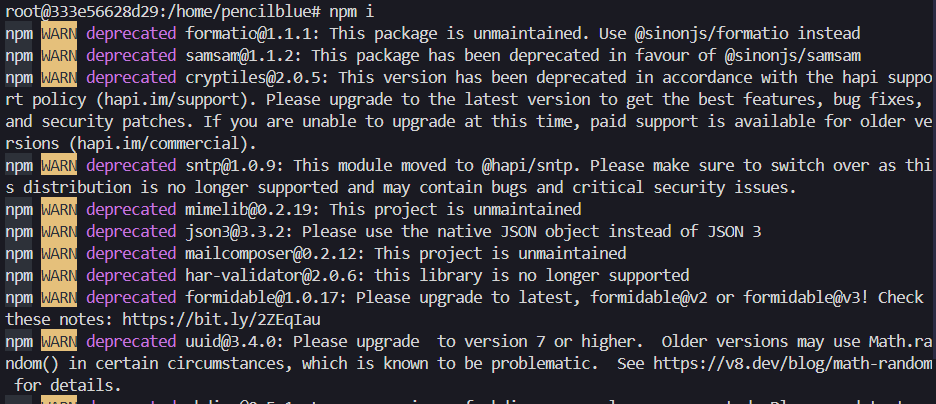 root@333e56628d29:/home/pencilblue# npm i
npm WARN deprecated formatio@1.1.1: This package is unmaintained. Use @sinonjs/formatio instead
npm WARN deprecated samsam@1.1.2: This package has been deprecated in favour of @sinonjs/samsam
npm WARN deprecated cryptiles@2.0.5: This version has been deprecated in accordance with the hapi suppo
rt policy (hapi.im/support). Please upgrade to the latest version to get the best features, bug fixes,
and security patches. If you are unable to upgrade at this time, paid support is available for older ve
rsions (hapi.im/commercial).
npm WARN deprecated sntp@1.0.9: This module moved to @hapi/sntp. Please make sure to switch over as thi
s distribution is no longer supported and may contain bugs and critical security issues.
npm WARN deprecated mimelib@0.2.19: This project is unmaintained
npm WARN deprecated json3@3.3.2: Please use the native JSON object instead of JSON 3
npm WARN deprecated mailcomposer@0.2.12: This project is unmaintained
npm WARN deprecated har-validator@2.0.6: this library is no longer supported
npm WARN deprecated formidable@1.0.17: Please upgrade to latest, formidable@v2 or formidable@v3! Check
these notes: https://bit.ly/2ZEqIau
npm WARN deprecated uuid@3.4.0: Please upgrade  to version 7 or higher.  Older versions may use Math.ra
ndom() in certain circumstances, which is known to be problematic.  See https://v8.dev/blog/math-random
 for details.